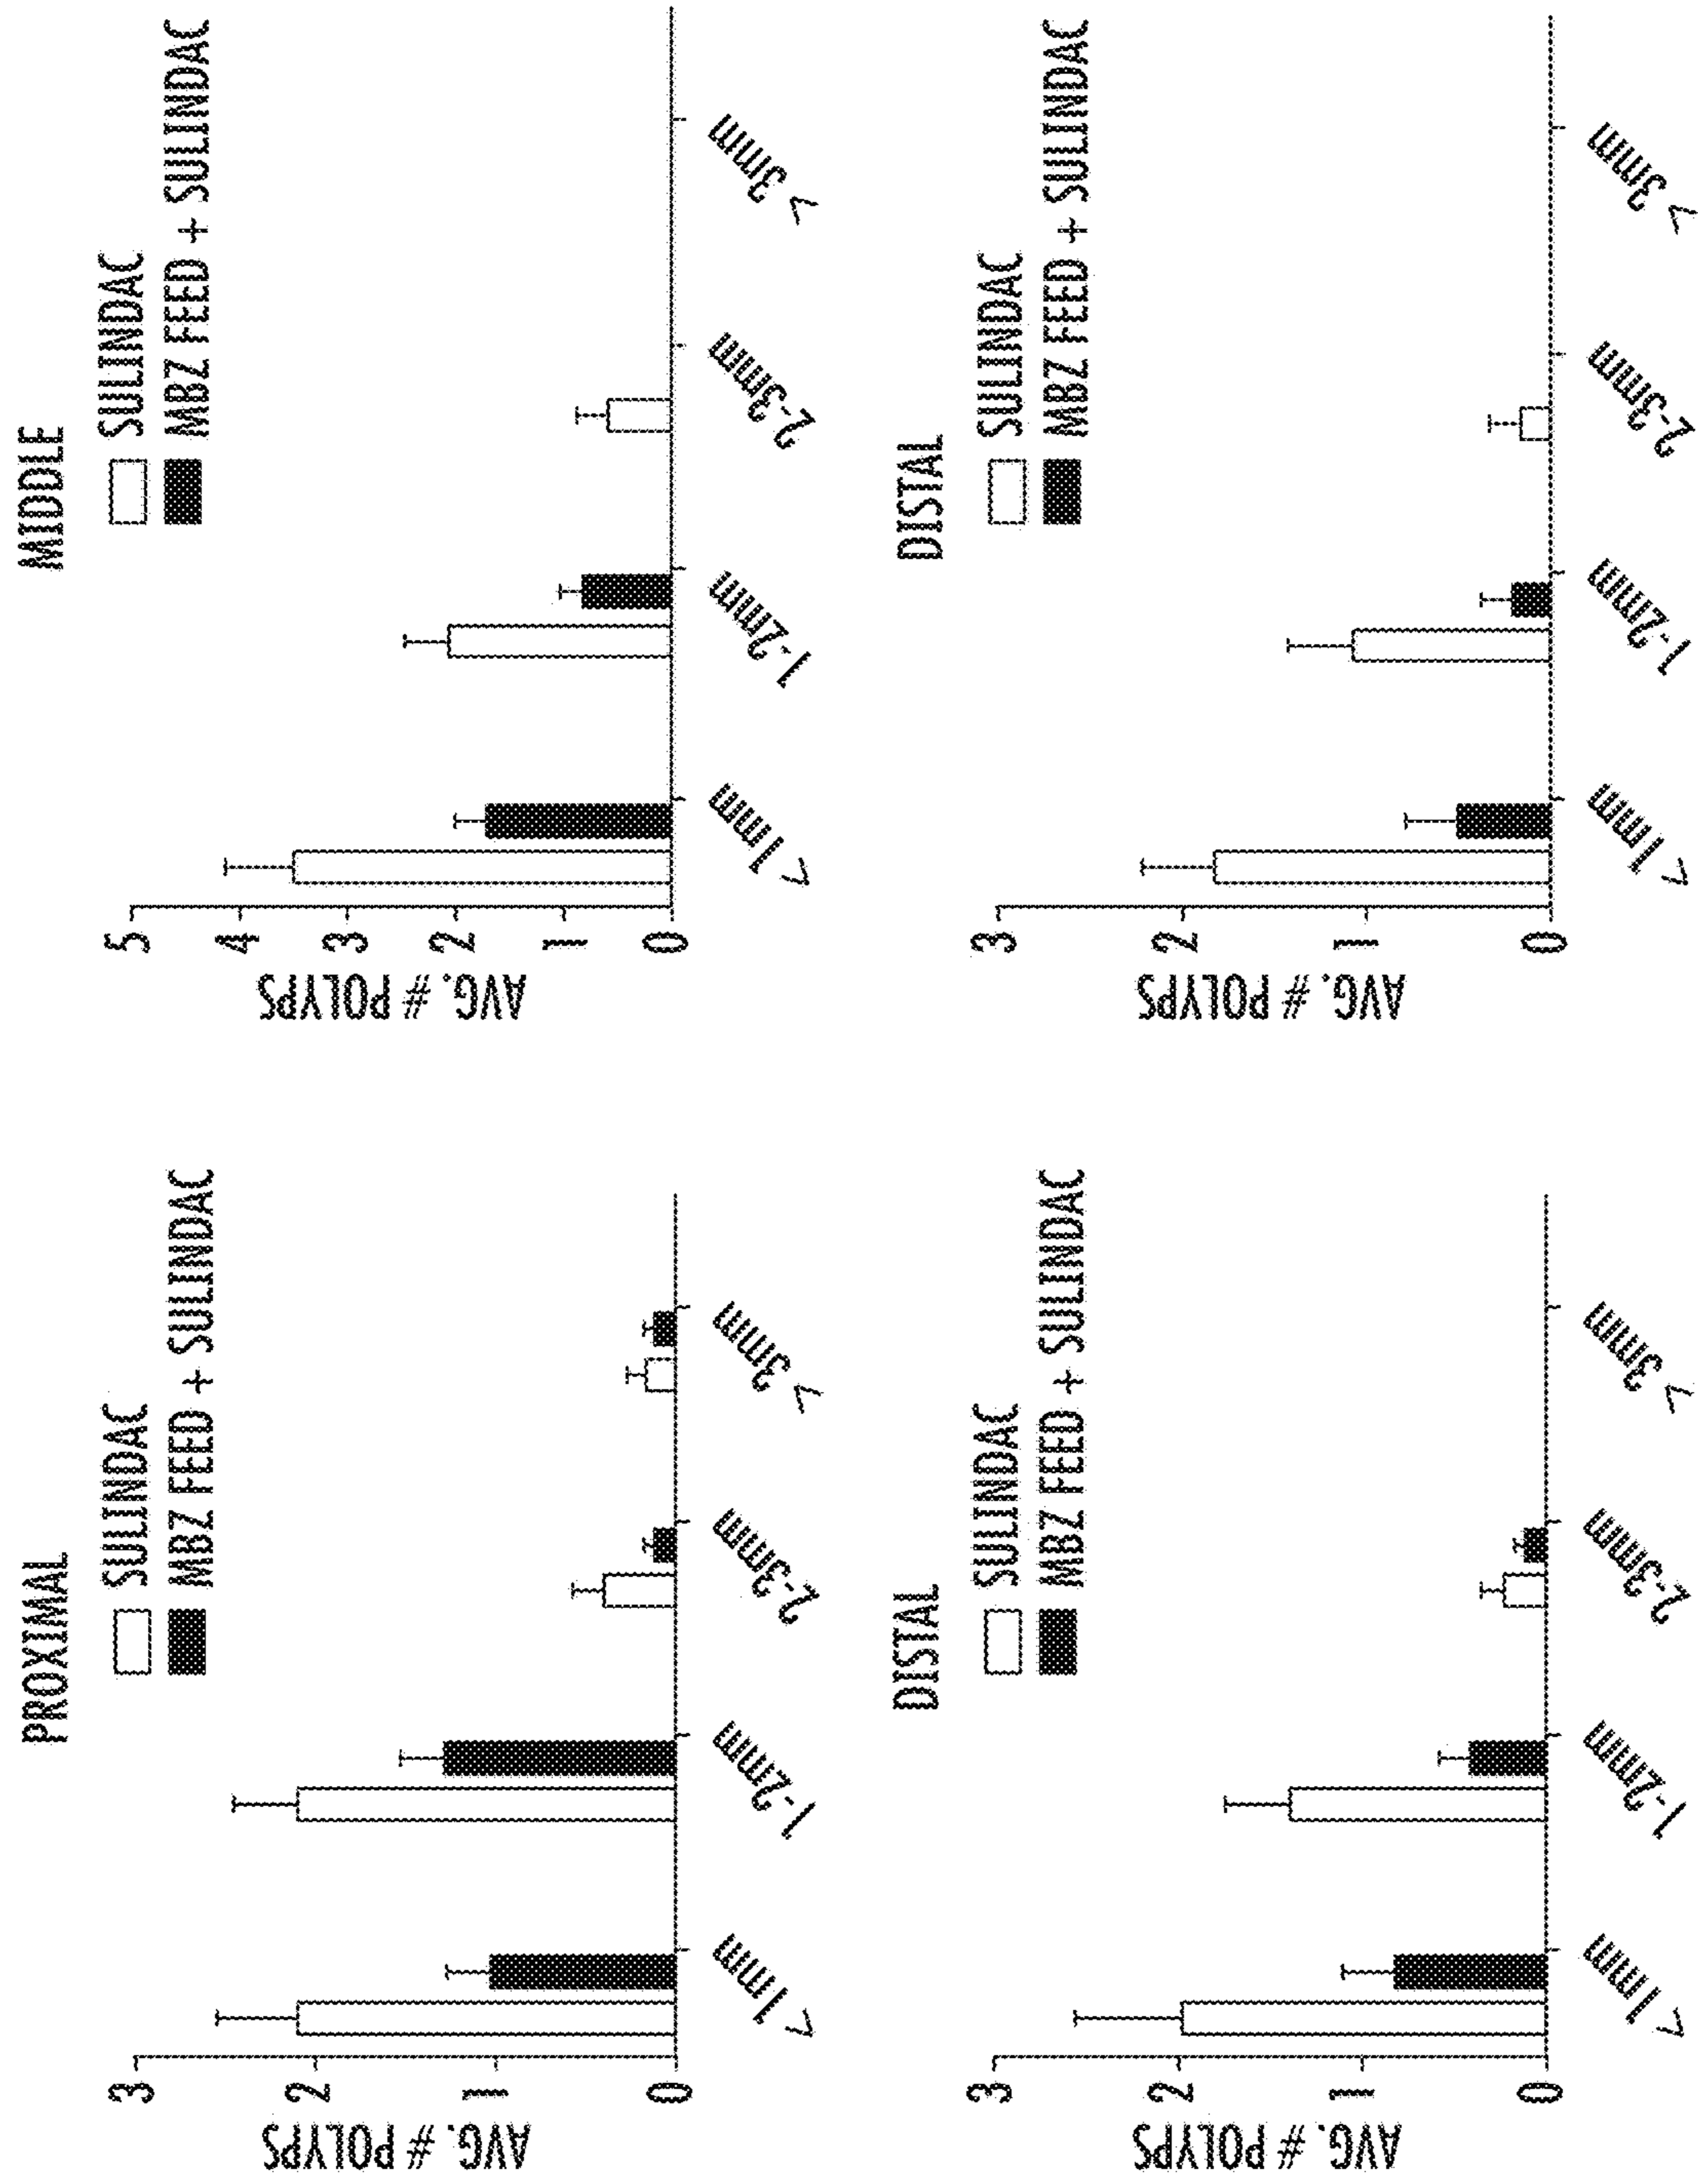 PROXIMAL
SULINDAC
MBZ FEED + SULINDAC
AVG. # POLYPS
3
2
1
0
< 1mm
1-2mm
2-3mm
> 3mm
MIDDLE
SULINDAC
MBZ FEED + SULINDAC
AVG. # POLYPS
5
4
3
2
1
0
< 1mm
1-2mm
2-3mm
> 3mm
DISTAL
SULINDAC
MBZ FEED + SULINDAC
AVG. # POLYPS
3
2
1
0
< 1mm
1-2mm
2-3mm
> 3mm
DISTAL
SULINDAC
MBZ FEED + SULINDAC
AVG. # POLYPS
3
2
1
0
< 1mm
1-2mm
2-3mm
> 3mm